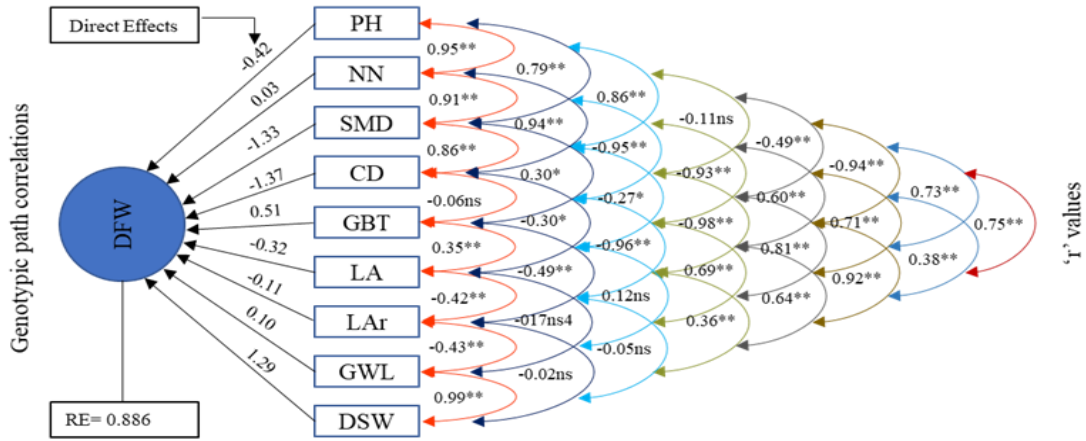 Direct Effects
Genotypic path correlations
DFW
RE= 0.886
-0.42
0.03
-1.33
-1.37
0.51
-0.32
-0.11
0.10
1.29
PH
NN
SMD
CD
GBT
LA
LAr
GWL
DSW
0.95**
0.91**
0.86**
-0.06ns
0.35**
-0.42**
-0.43**
0.99**
0.79**
0.94**
0.30*
-0.30*
-0.49**
-017ns4
-0.02ns
0.86**
-0.95**
-0.27*
-0.96**
0.12ns
-0.05ns
-0.11ns
-0.93**
-0.98**
0.69**
0.36**
-0.49**
0.60**
0.81**
0.64**
-0.94**
0.71**
0.92**
0.73**
0.38**
0.75**
'r' values